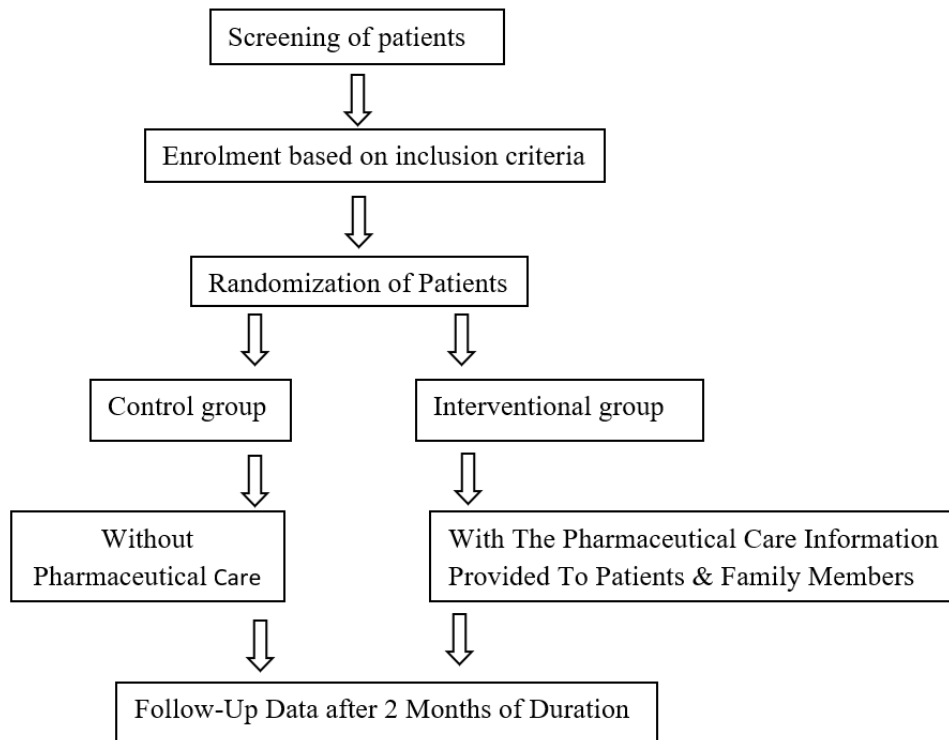 Screening of patients
Enrolment based on inclusion criteria
Randomization of Patients
Control group
Interventional group
Without
Pharmaceutical Care
With The Pharmaceutical Care Information
Provided To Patients & Family Members
Follow-Up Data after 2 Months of Duration